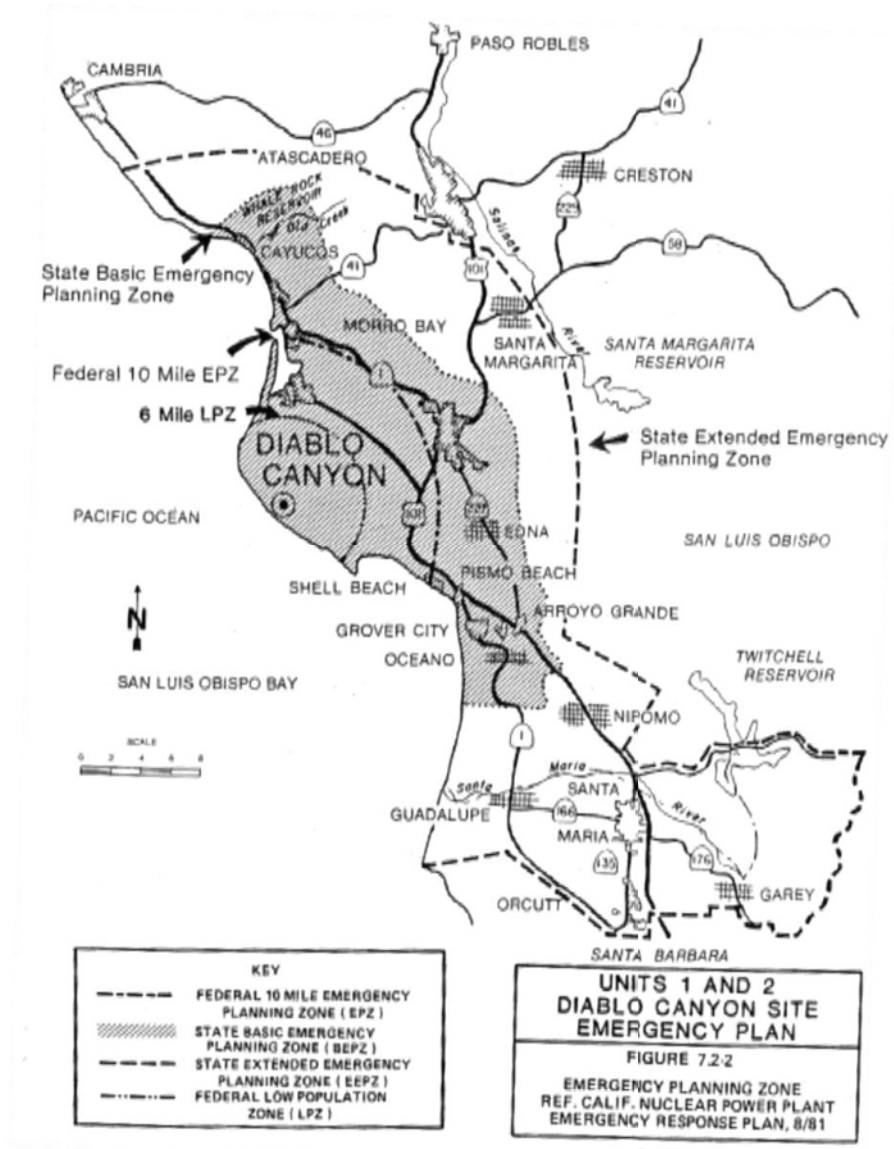 PASO ROBLES
CAMBRIA
41
46
ATASCADERO
CRESTON
WHALE ROCK
RESERVOIR
Old Creek
229
Salinas
58
CAYUCOS
State Basic Emergency
Planning Zone
41
101
MORRO BAY
SANTA
MARGARITA
River
SANTA MARGARITA
RESERVOIR
Federal 10 Mile EPZ
1
6 Mile LPZ
State Extended Emergency
Planning Zone
DIABLO
CANYON
PACIFIC OCEAN
101
227
EDNA
SAN LUIS OBISPO
SHELL BEACH
PISMO BEACH
N
GROVER CITY
ARROYO GRANDE
OCEANO
TWITCHELL
RESERVOIR
SAN LUIS OBISPO BAY
NIPOMO
SCALE
0 2 4 6 8
1
Santa Maria River
SANTA
MARIA
GUADALUPE
166
135
176
GAREY
ORCUTT
SANTA BARBARA
KEY
FEDERAL 10 MILE EMERGENCY
PLANNING ZONE ( EPZ )
STATE BASIC EMERGENCY
PLANNING ZONE ( BEPZ )
STATE EXTENDED EMERGENCY
PLANNING ZONE ( EEPZ )
FEDERAL LOW POPULATION
ZONE ( LPZ )
UNITS 1 AND 2
DIABLO CANYON SITE
EMERGENCY PLAN
FIGURE 7.2-2
EMERGENCY PLANNING ZONE
REF. CALIF. NUCLEAR POWER PLANT
EMERGENCY RESPONSE PLAN, 8/81